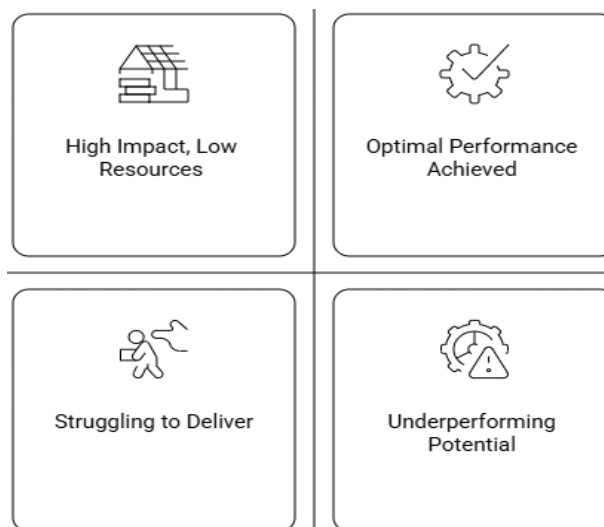 High Impact, Low
Resources
Optimal Performance
Achieved
Struggling to Deliver
Underperforming
Potential